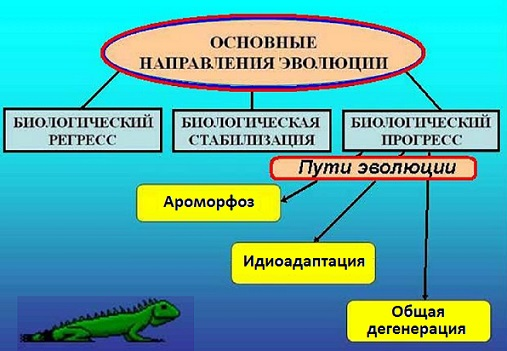 ОСНОВНЫЕ
НАПРАВЛЕНИЯ ЭВОЛЮЦИИ
БИОЛОГИЧЕСКИЙ
РЕГРЕСС
БИОЛОГИЧЕСКАЯ
СТАБИЛИЗАЦИЯ
БИОЛОГИЧЕСКИЙ
ПРОГРЕСС
Пути эволюции
Ароморфоз
Идиоадаптация
Общая
дегенерация